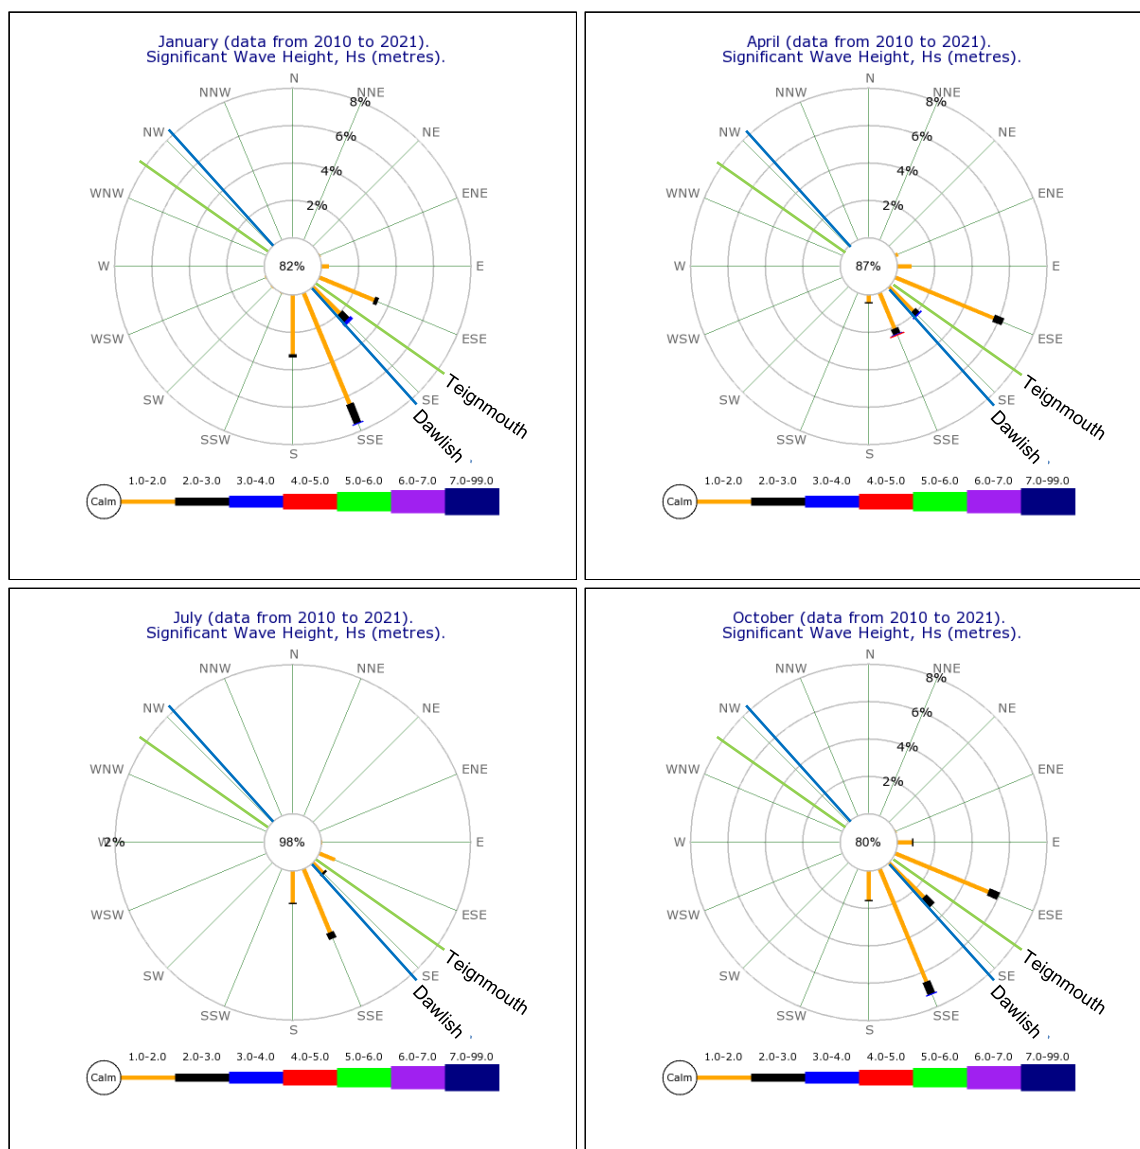 January (data from 2010 to 2021).
Significant Wave Height, Hs (metres).
N
NNE
NE
ENE
E
ESE
SE
SSE
S
SSW
SW
WSW
W
WNW
NW
NNW
8%
6%
4%
2%
82%
Teignmouth
Dawlish
Calm
1.0-2.0 2.0-3.0 3.0-4.0 4.0-5.0 5.0-6.0 6.0-7.0 7.0-99.0
April (data from 2010 to 2021).
Significant Wave Height, Hs (metres).
N
NNE
NE
ENE
E
ESE
SE
SSE
S
SSW
SW
WSW
W
WNW
NW
NNW
8%
6%
4%
2%
87%
Teignmouth
Dawlish
Calm
1.0-2.0 2.0-3.0 3.0-4.0 4.0-5.0 5.0-6.0 6.0-7.0 7.0-99.0
July (data from 2010 to 2021).
Significant Wave Height, Hs (metres).
N
NNE
NE
ENE
E
ESE
SE
SSE
S
SSW
SW
WSW
W
WNW
NW
NNW
2%
98%
Teignmouth
Dawlish
Calm
1.0-2.0 2.0-3.0 3.0-4.0 4.0-5.0 5.0-6.0 6.0-7.0 7.0-99.0
October (data from 2010 to 2021).
Significant Wave Height, Hs (metres).
N
NNE
NE
ENE
E
ESE
SE
SSE
S
SSW
SW
WSW
W
WNW
NW
NNW
8%
6%
4%
2%
80%
Teignmouth
Dawlish
Calm
1.0-2.0 2.0-3.0 3.0-4.0 4.0-5.0 5.0-6.0 6.0-7.0 7.0-99.0